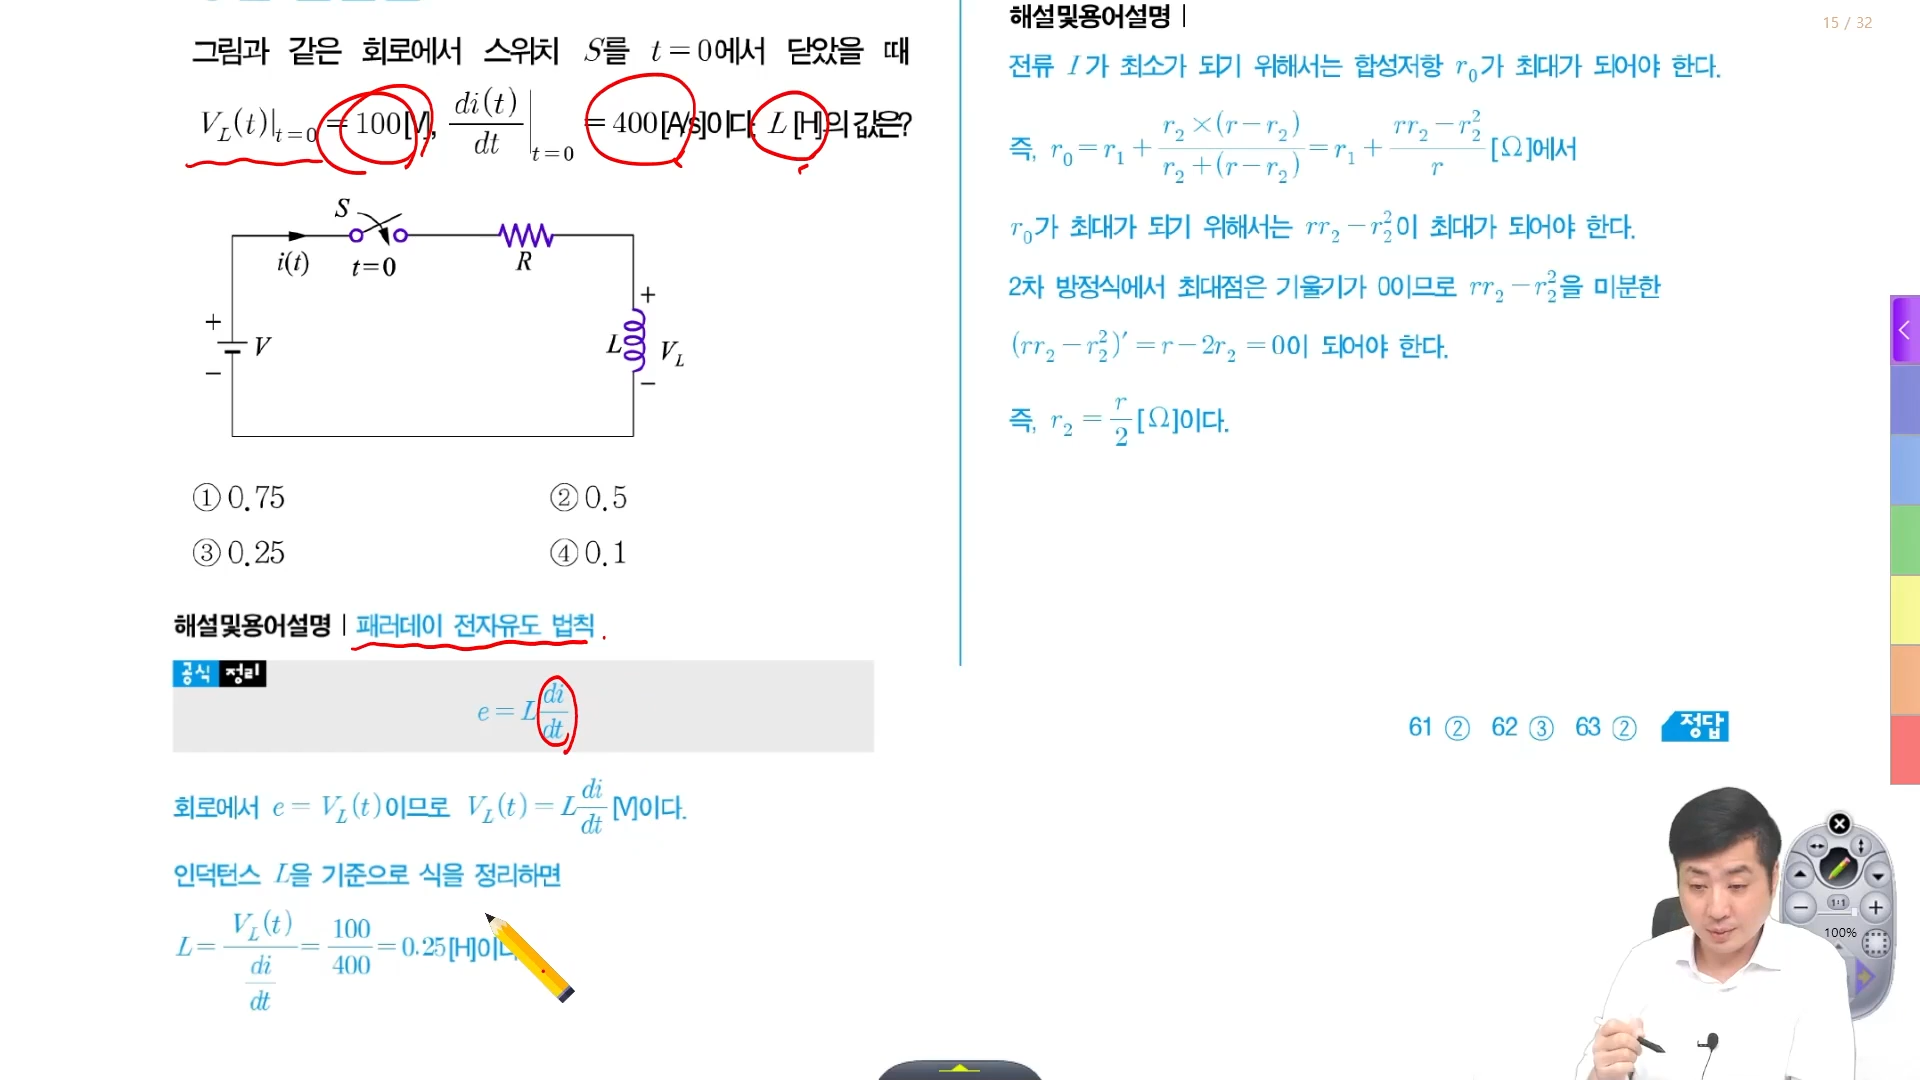 그림과 같은 회로에서 스위치 S를 t=0에서 닫았을 때
V_L(t)|_{t=0} = 100[V], di(t)/dt|_{t=0} = 400[A/s]이다. L [H]의 값은?
S
i(t)
t=0
R
+
V
−
+
L
V_L
−
① 0.75
② 0.5
③ 0.25
④ 0.1
해설및용어설명 | 패러데이 전자유도 법칙
공식 정리
e = L di/dt
회로에서 e = V_L(t)이므로 V_L(t) = L di/dt [V]이다.
인덕턴스 L을 기준으로 식을 정리하면
L = V_L(t) / (di/dt) = 100/400 = 0.25[H]이다
해설및용어설명 |
전류 I가 최소가 되기 위해서는 합성저항 r_0가 최대가 되어야 한다.
즉, r_0 = r_1 + r_2×(r−r_2) / r_2+(r−r_2) = r_1 + (rr_2−r_2^2)/r [Ω]에서
r_0가 최대가 되기 위해서는 rr_2−r_2^2이 최대가 되어야 한다.
2차 방정식에서 최대점은 기울기가 0이므로 rr_2−r_2^2을 미분한
(rr_2−r_2^2)′ = r−2r_2 = 0이 되어야 한다.
즉, r_2 = r/2 [Ω]이다.
61 ② 62 ③ 63 ② 정답
15 / 32
1:1
100%